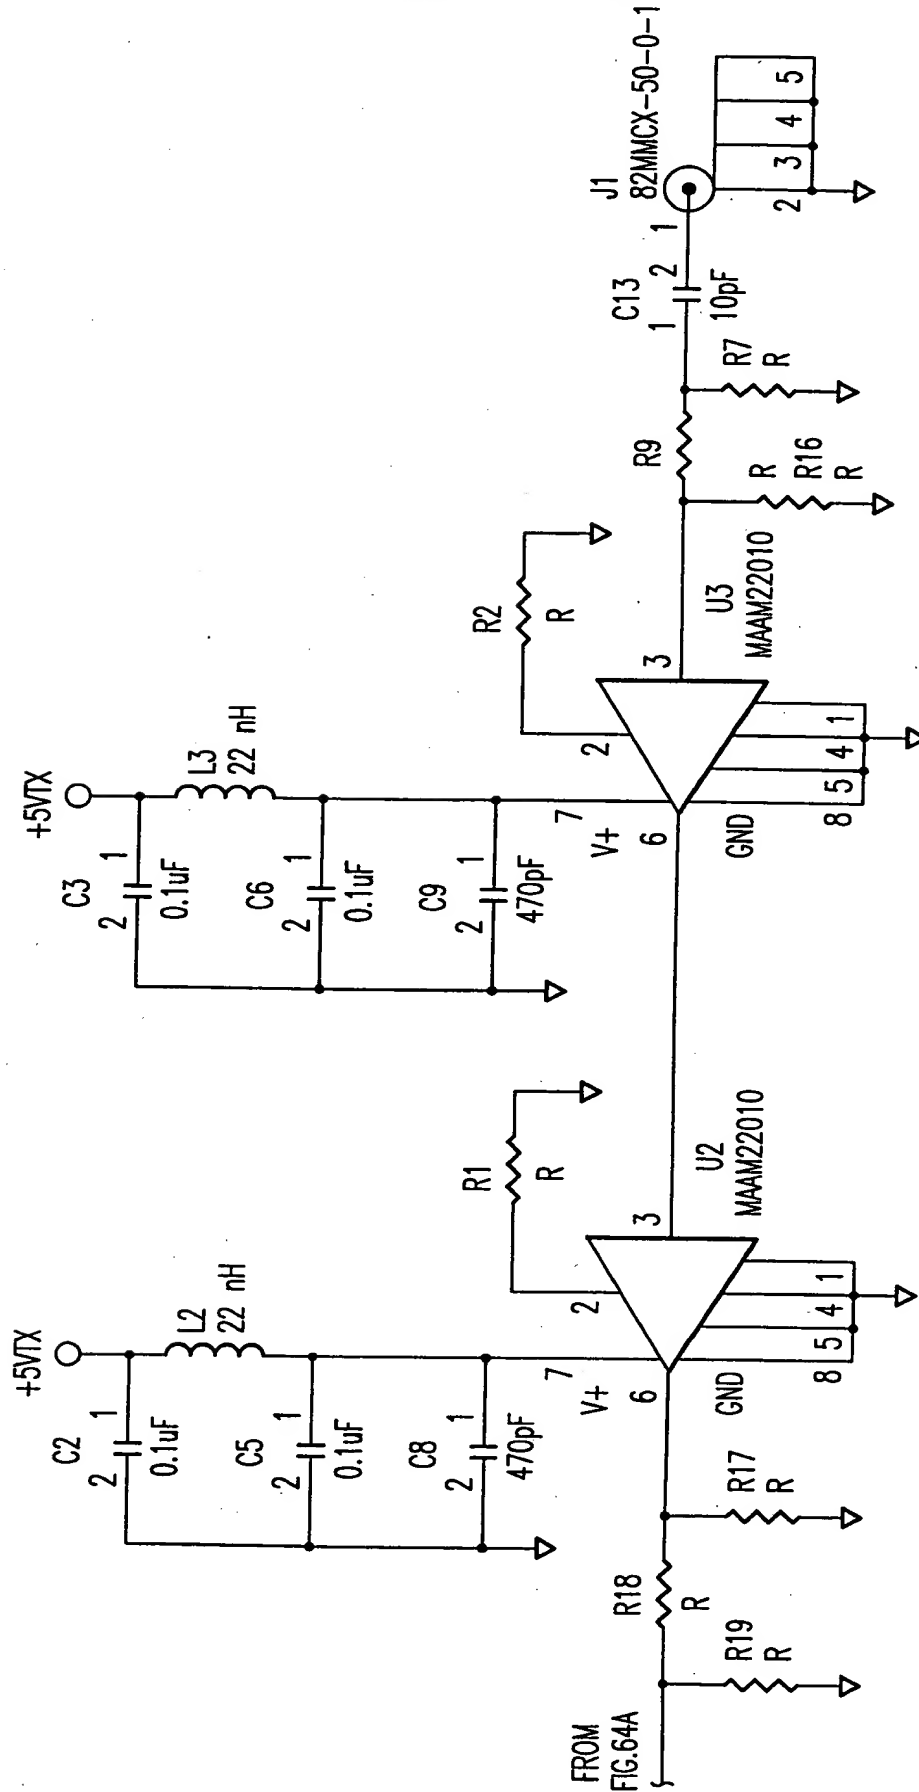 +5VTX
C2
1
2
0.1uF
L2
22 nH
C5
1
2
0.1uF
C8
1
2
470pF
7
V+
6
GND
8
5
4
1
2
3
R1
R
U2
MAAM22010
FROM
FIG.64A
R19
R
R18
R
R17
R
+5VTX
C3
1
2
0.1uF
L3
22 nH
C6
1
2
0.1uF
C9
1
2
470pF
7
V+
6
GND
8
5
4
1
2
3
R2
R
U3
MAAM22010
R9
R
R16
R
R7
R
C13
1
2
10pF
J1
82MMCX-50-0-1
1
2
3
4
5